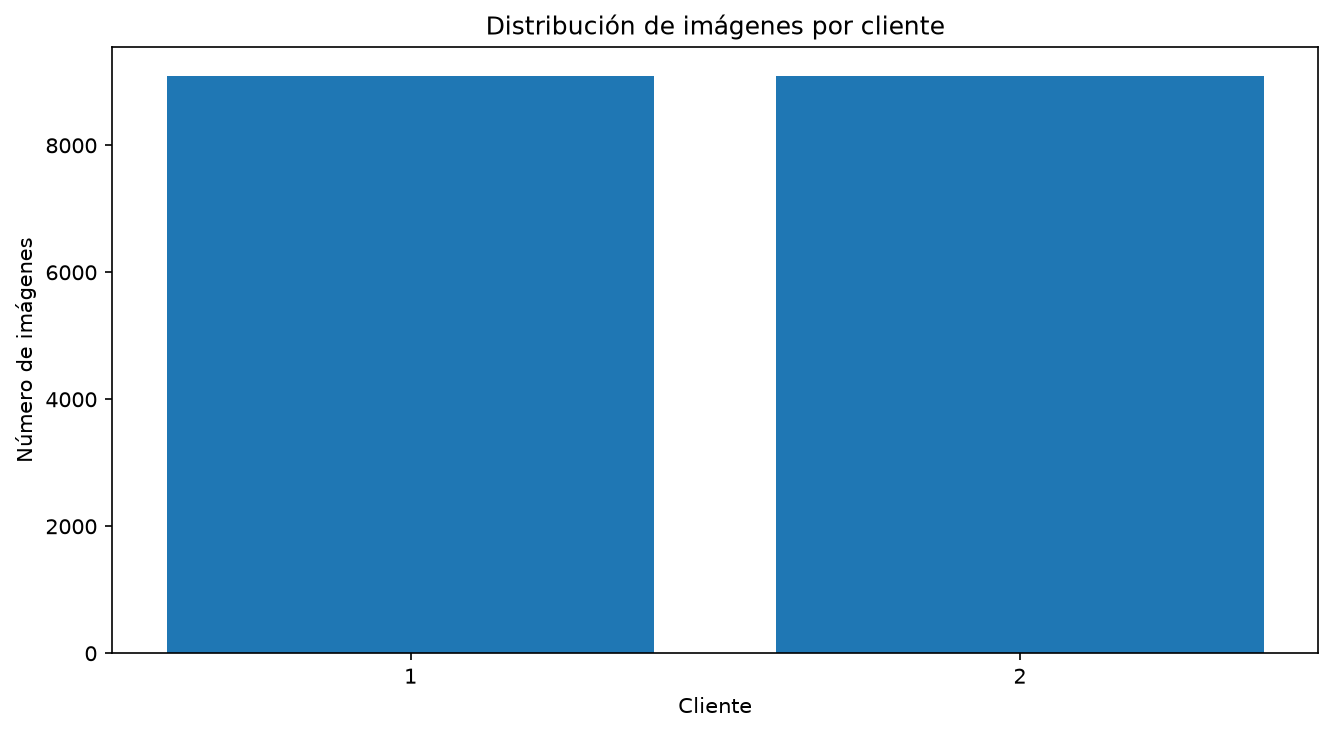 Distribución de imágenes por cliente
Número de imágenes
8000
6000
4000
2000
0
1
2
Cliente